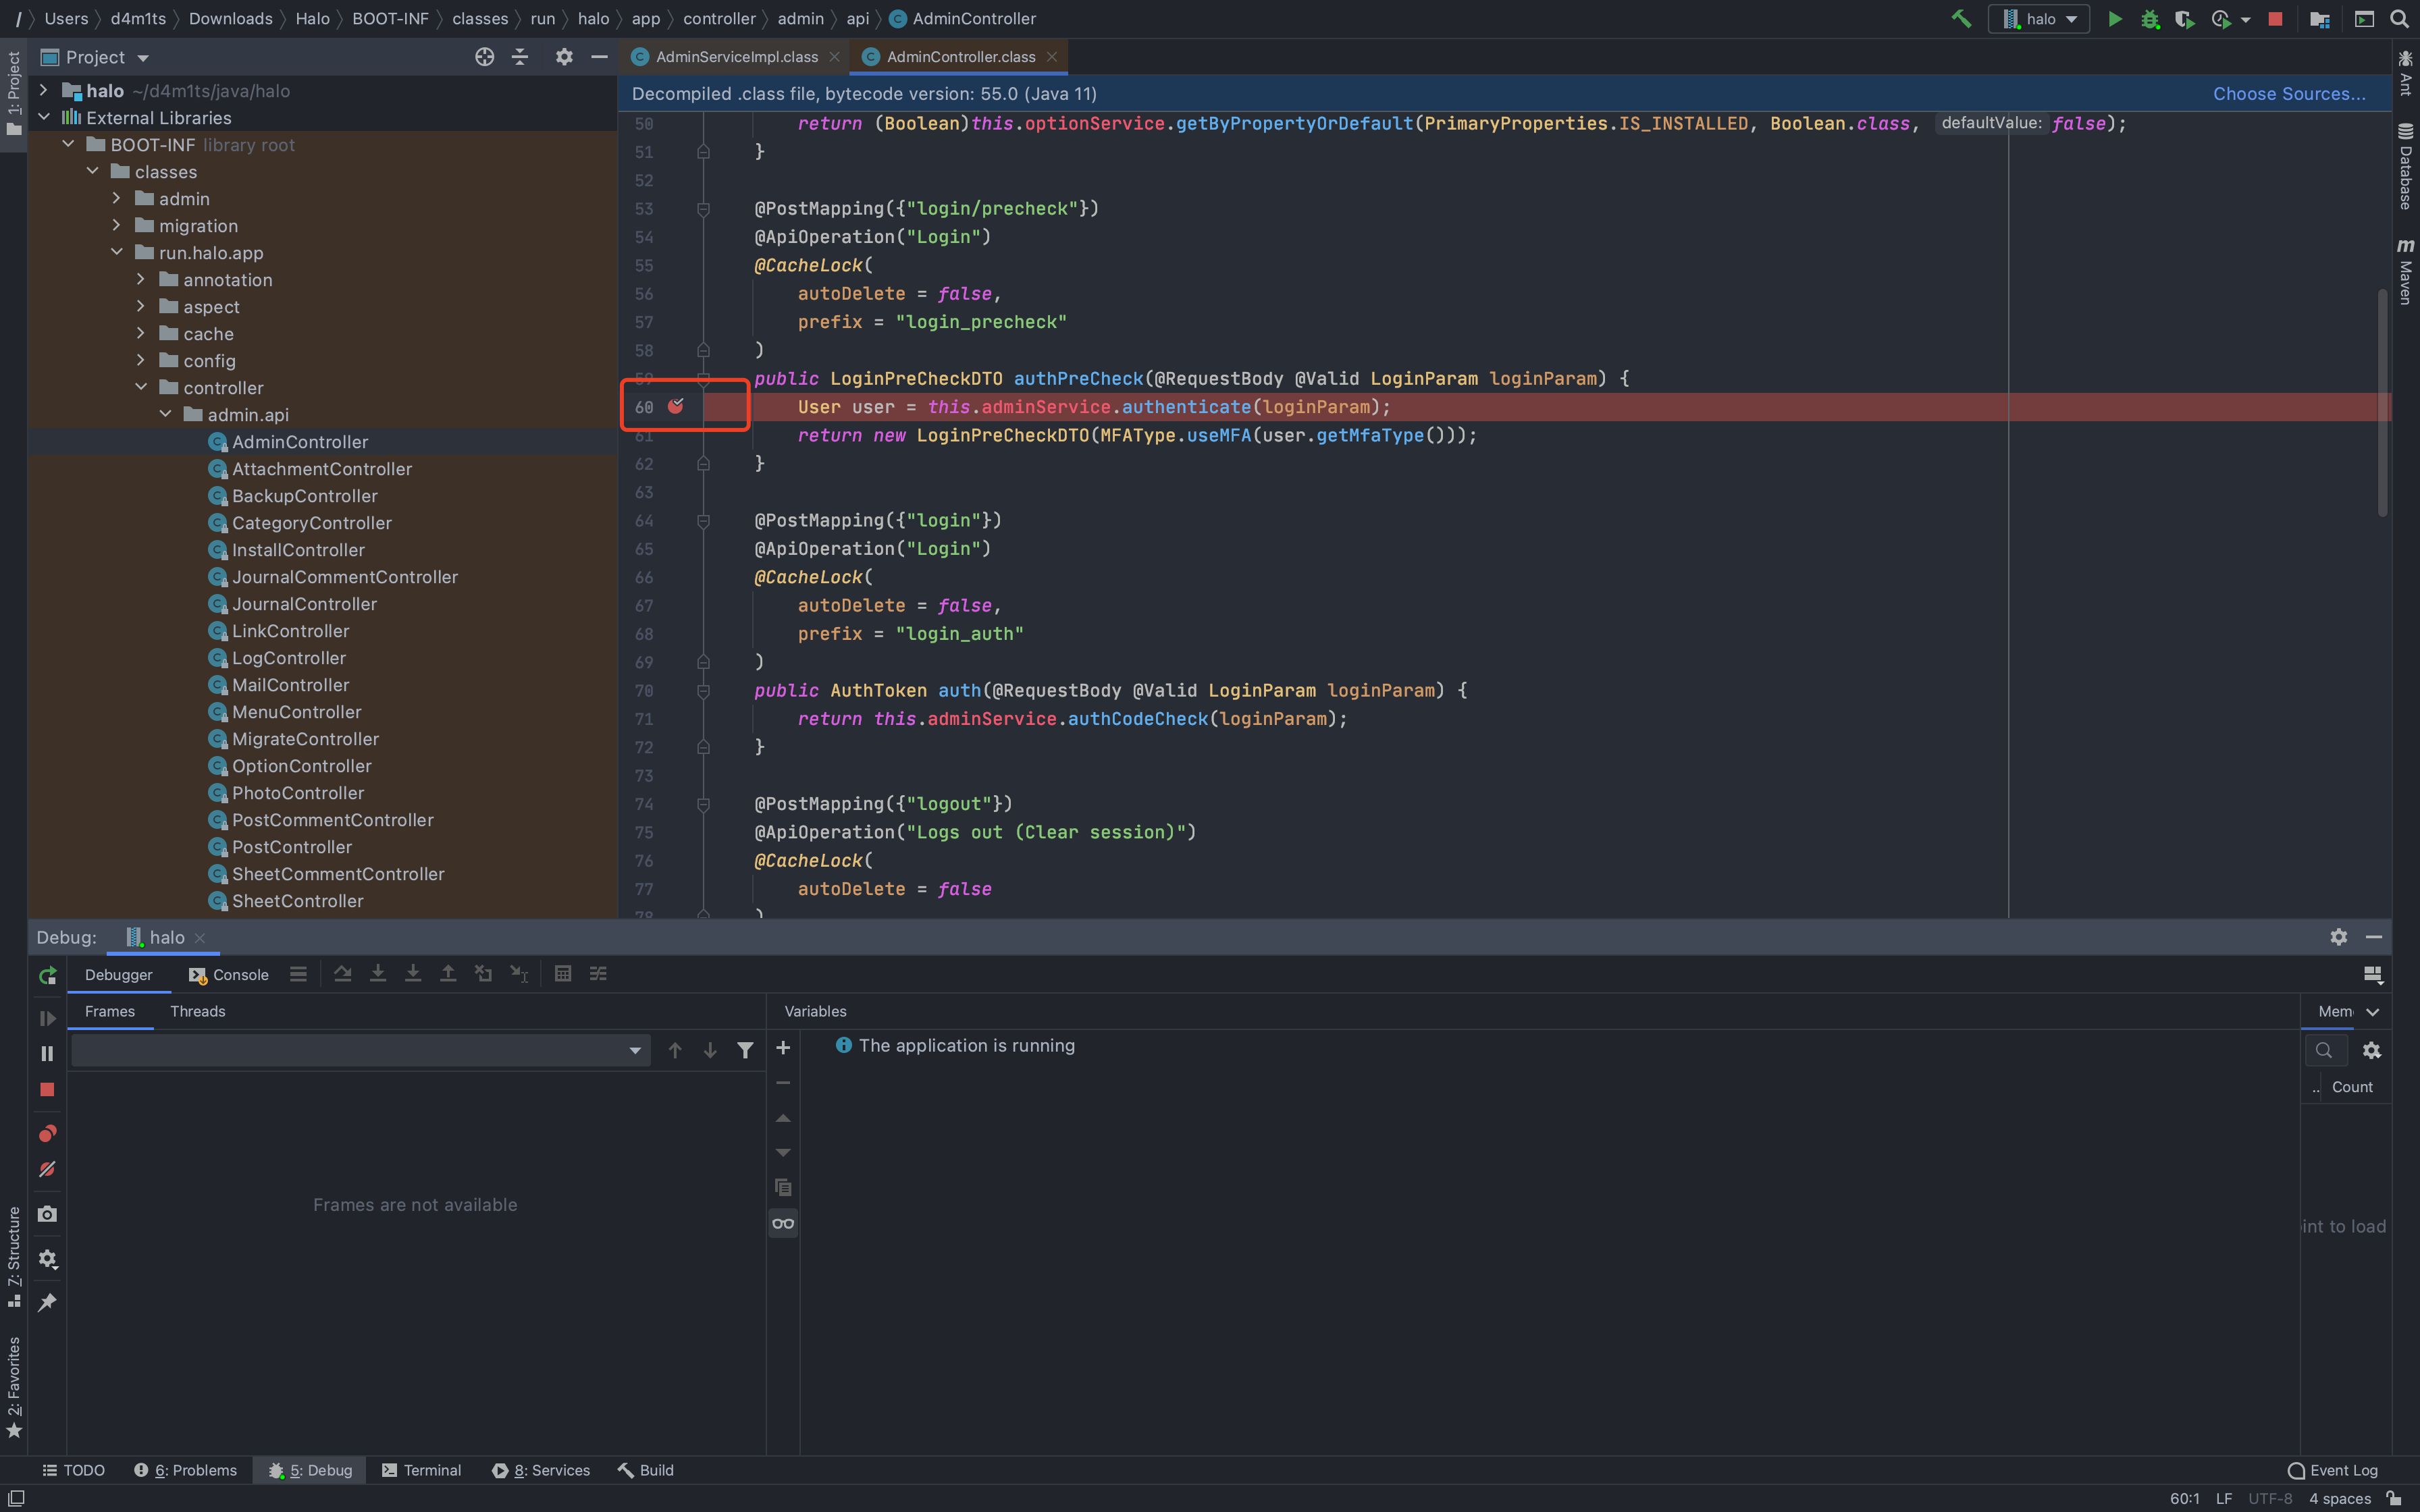 / Users d4m1ts Downloads Halo BOOT-INF classes run halo app controller admin api AdminController
halo
Project
AdminServiceImpl.class
AdminController.class
1: Project
halo ~/d4m1ts/java/halo
External Libraries
BOOT-INF library root
classes
admin
migration
run.halo.app
annotation
aspect
cache
config
controller
admin.api
AdminController
AttachmentController
BackupController
CategoryController
InstallController
JournalCommentController
JournalController
LinkController
LogController
MailController
MenuController
MigrateController
OptionController
PhotoController
PostCommentController
PostController
SheetCommentController
SheetController
Decompiled .class file, bytecode version: 55.0 (Java 11)
Choose Sources...
50 return (Boolean)this.optionService.getByPropertyOrDefault(PrimaryProperties.IS_INSTALLED, Boolean.class, defaultValue: false);
51 }
52
53 @PostMapping({"login/precheck"})
54 @ApiOperation("Login")
55 @CacheLock(
56 autoDelete = false,
57 prefix = "login_precheck"
58 )
59 public LoginPreCheckDTO authPreCheck(@RequestBody @Valid LoginParam loginParam) {
60 User user = this.adminService.authenticate(loginParam);
61 return new LoginPreCheckDTO(MFAType.useMFA(user.getMfaType()));
62 }
63
64 @PostMapping({"login"})
65 @ApiOperation("Login")
66 @CacheLock(
67 autoDelete = false,
68 prefix = "login_auth"
69 )
70 public AuthToken auth(@RequestBody @Valid LoginParam loginParam) {
71 return this.adminService.authCodeCheck(loginParam);
72 }
73
74 @PostMapping({"logout"})
75 @ApiOperation("Logs out (Clear session)")
76 @CacheLock(
77 autoDelete = false
78 )
Ant
Database
m Maven
Debug: halo
Debugger
Console
Frames
Threads
Variables
Mem
The application is running
.. Count
Frames are not available
int to load
7: Structure
2: Favorites
TODO
6: Problems
5: Debug
Terminal
8: Services
Build
Event Log
60:1 LF UTF-8 4 spaces